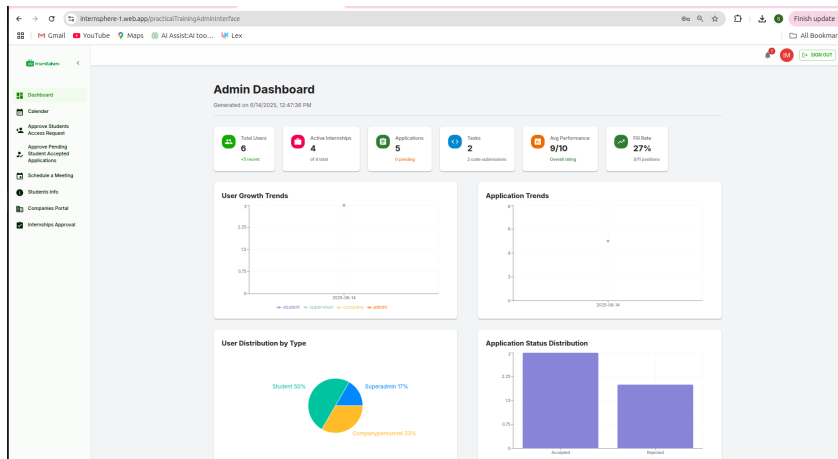 internsphere-1.web.app/practicalTrainingAdminInterface
Finish update
S
M Gmail YouTube Maps AI Assist:AI too... Lex
All Bookmar
InternSphere
IM SIGN OUT
Dashboard
Calender
Approve Students
Access Request
Approve Pending
Student Accepted
Applications
Schedule a Meeting
Students Info
Companies Portal
Internships Approval
Admin Dashboard
Generated on 6/14/2025, 12:47:36 PM
Total Users
6
+5 recent
Active Internships
4
of 4 total
Applications
5
0 pending
Tasks
2
2 code submissions
Avg Performance
9/10
Overall rating
Fill Rate
27%
3/11 positions
User Growth Trends
3
2.25
1.5
0.75
0
2025-06-14
student supervisor company admin
Application Trends
8
6
4
2
0
2025-06-14
User Distribution by Type
Student 50%
Superadmin 17%
Companypersonnel 33%
Application Status Distribution
3
2.25
1.5
0.75
0
Accepted Rejected